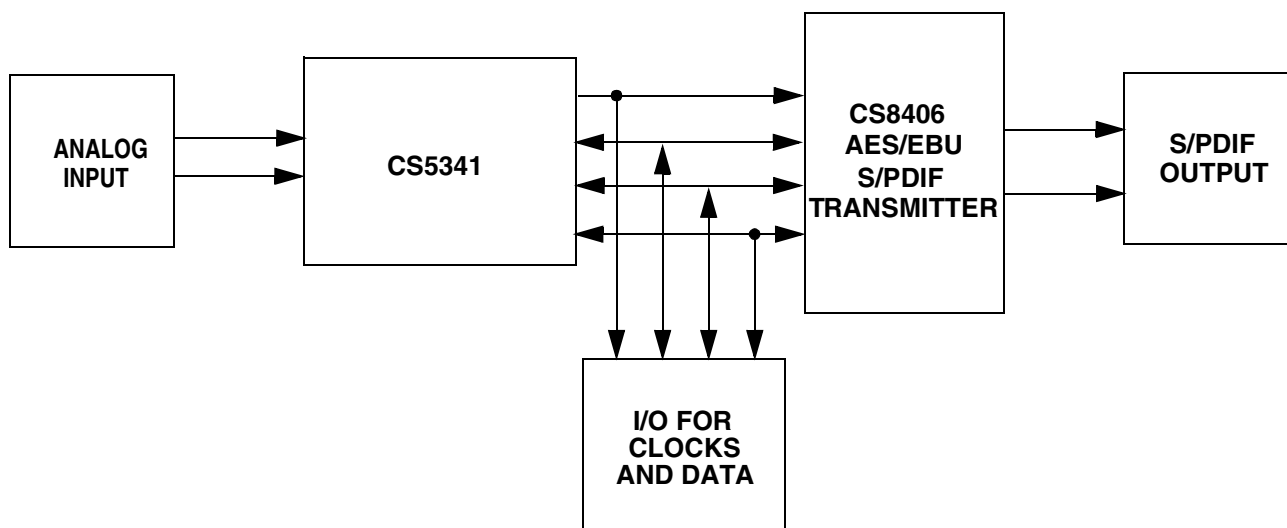 ANALOG
INPUT
CS5341
CS8406
AES/EBU
S/PDIF
TRANSMITTER
S/PDIF
OUTPUT
I/O FOR
CLOCKS
AND DATA